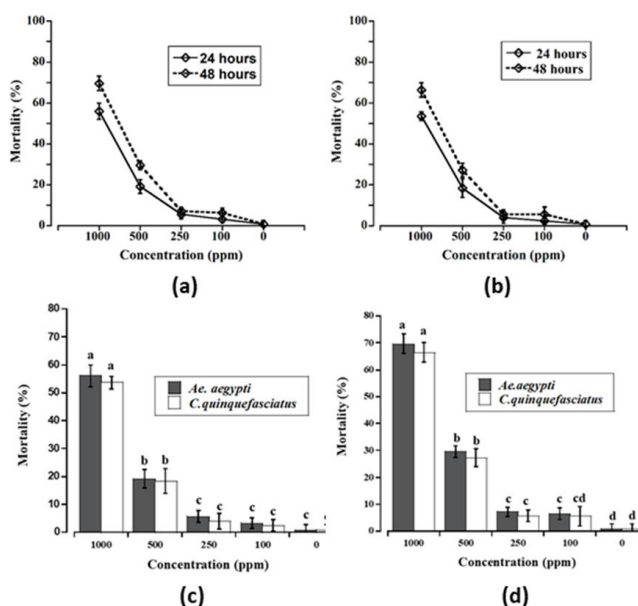 100
80
60
40
20
0
Mortality (%)
24 hours
48 hours
1000 500 250 100 0
Concentration (ppm)
(a)
100
80
60
40
20
0
Mortality (%)
24 hours
48 hours
1000 500 250 100 0
Concentration (ppm)
(b)
80
70
60
50
40
30
20
10
0
Mortality (%)
Ae. aegypti
C.quinquefasciatus
a a b b c c c c c c
1000 500 250 100 0
Concentration (ppm)
(c)
70
60
50
40
30
20
10
0
Mortality (%)
Ae.aegypti
C.quinquefasciatus
a a b b c c c cd d d
1000 500 250 100 0
Concentration (ppm)
(d)